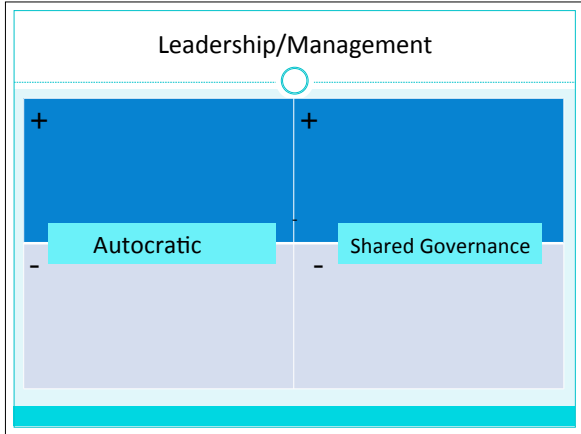 Leadership/Management
+ +
-
Autocratic Shared Governance
- -